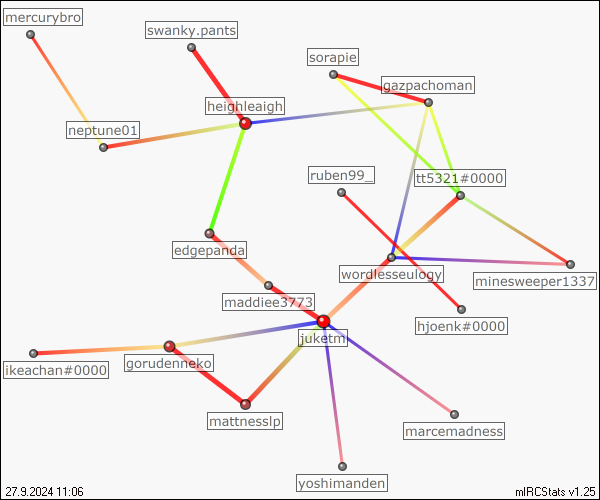 mercurybro
swanky.pants
sorapie
gazpachoman
heighleaigh
neptune01
ruben99_
tt5321#0000
edgepanda
wordlesseulogy
minesweeper1337
maddiee3773
hjoenk#0000
juketm
gorudenneko
ikeachan#0000
mattnesslp
marcemadness
yoshimanden
27.9.2024 11:06
mIRCStats v1.25